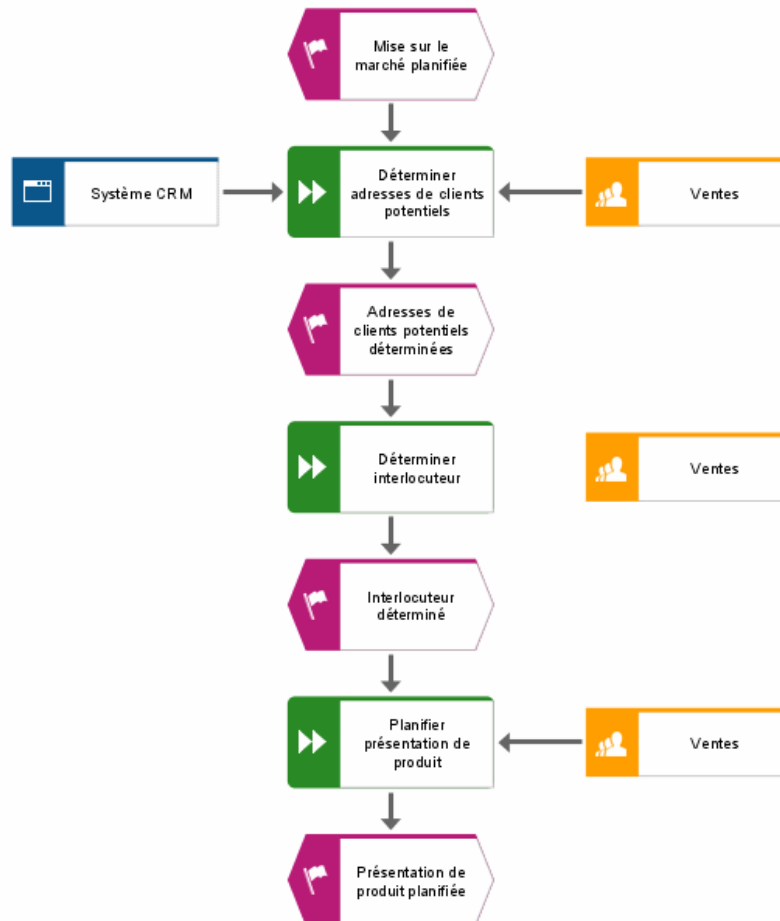 Mise sur le
marché planifiée
Système CRM
Déterminer
adresses de clients
potentiels
Ventes
Adresses de
clients potentiels
déterminées
Déterminer
interlocuteur
Ventes
Interlocuteur
déterminé
Planifier
présentation de
produit
Ventes
Présentation de
produit planifiée